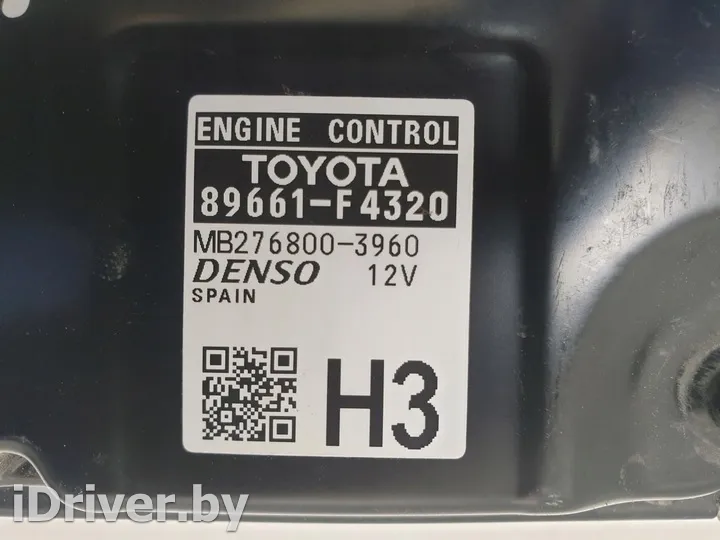 ENGINE CONTROL
TOYOTA
89661-F4320
MB276800-3960
DENSO 12V
SPAIN
H3
iDriver.by